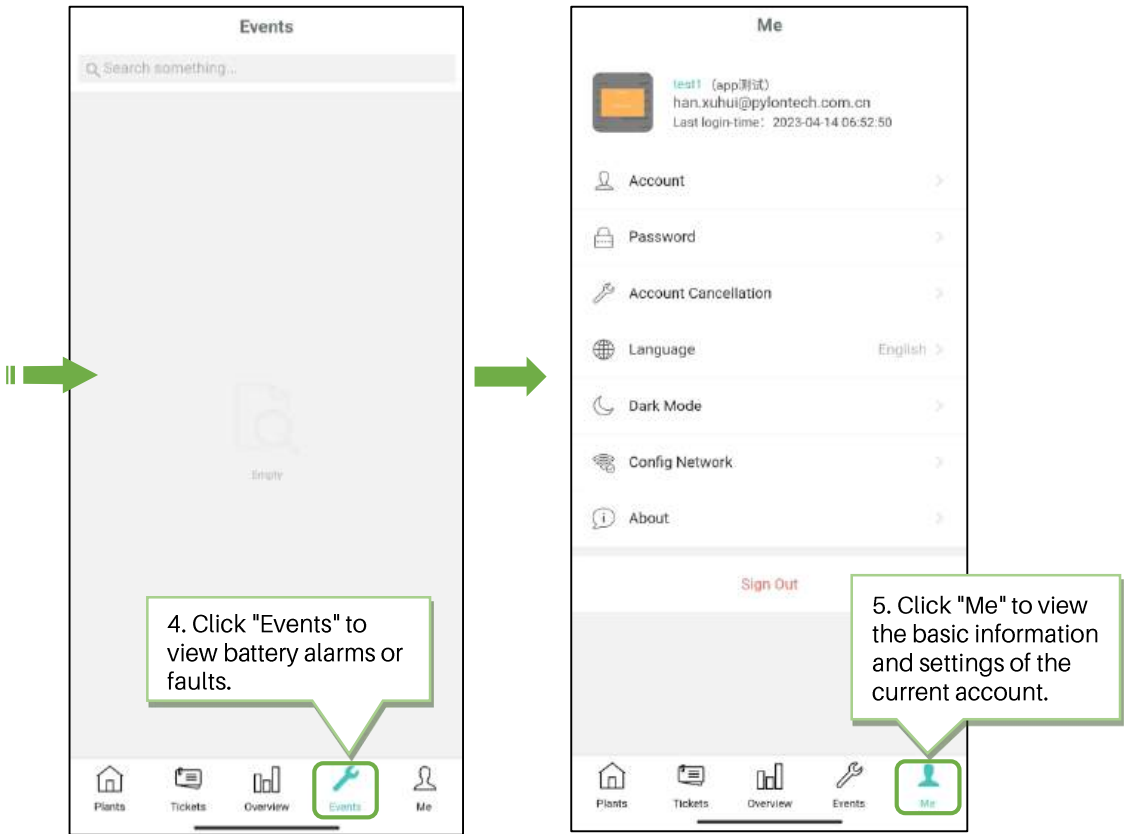 Events
Search something...
Empty
4. Click "Events" to
view battery alarms or
faults.
Plants
Tickets
Overview
Events
Me
Me
test1 (app测试)
han.xuhui@pylontech.com.cn
Last login-time: 2023-04-14 06:52:50
Account
Password
Account Cancellation
Language English
Dark Mode
Config Network
About
Sign Out
5. Click "Me" to view
the basic information
and settings of the
current account.
Plants
Tickets
Overview
Events
Me